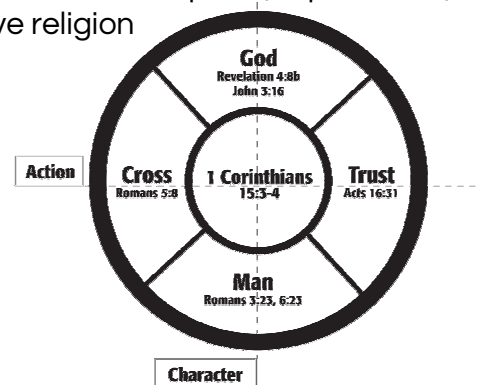 ve religion
God
Revelation 4:8b
John 3:16
Action
Cross
Romans 5:8
1 Corinthians
15:3-4
Trust
Acts 16:31
Man
Romans 3:23, 6:23
Character